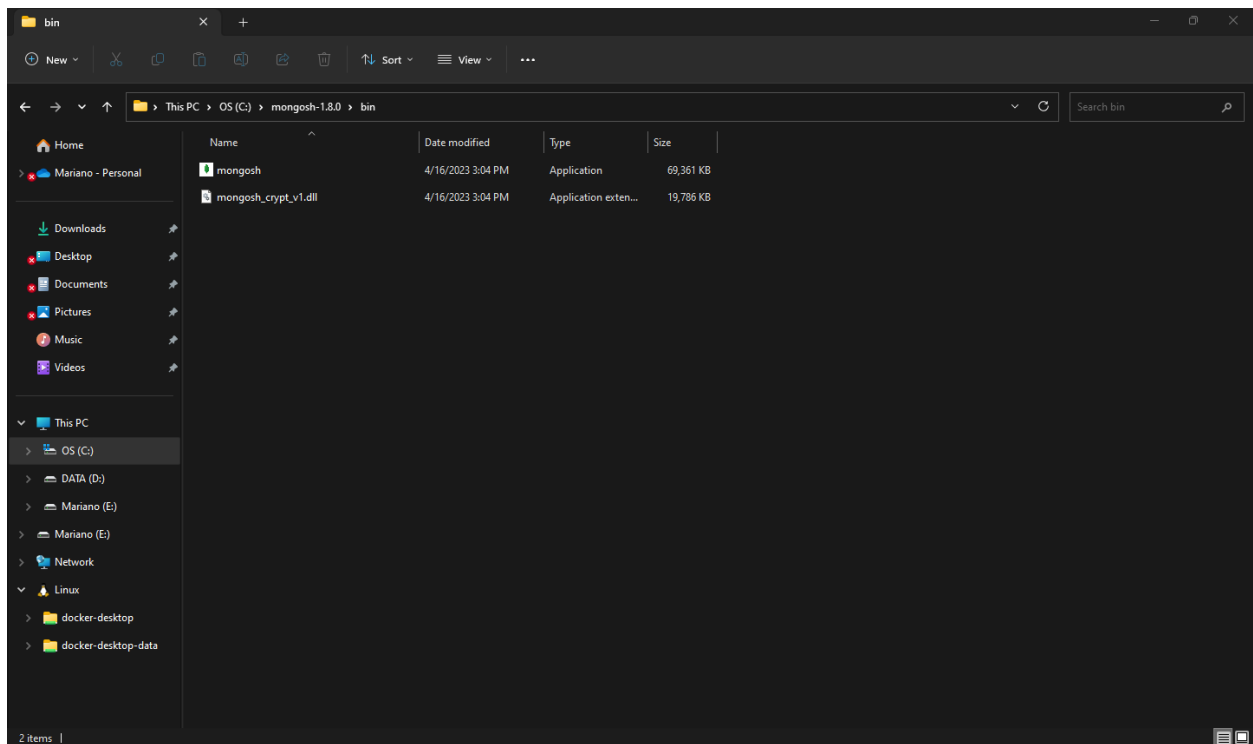 bin
New
Sort
View
This PC > OS (C:) > mongosh-1.8.0 > bin
Search bin
Home
Mariano - Personal
Downloads
Desktop
Documents
Pictures
Music
Videos
This PC
OS (C:)
DATA (D:)
Mariano (E:)
Mariano (E:)
Network
Linux
docker-desktop
docker-desktop-data
Name Date modified Type Size
mongosh 4/16/2023 3:04 PM Application 69,361 KB
mongosh_crypt_v1.dll 4/16/2023 3:04 PM Application exten... 19,786 KB
2 items